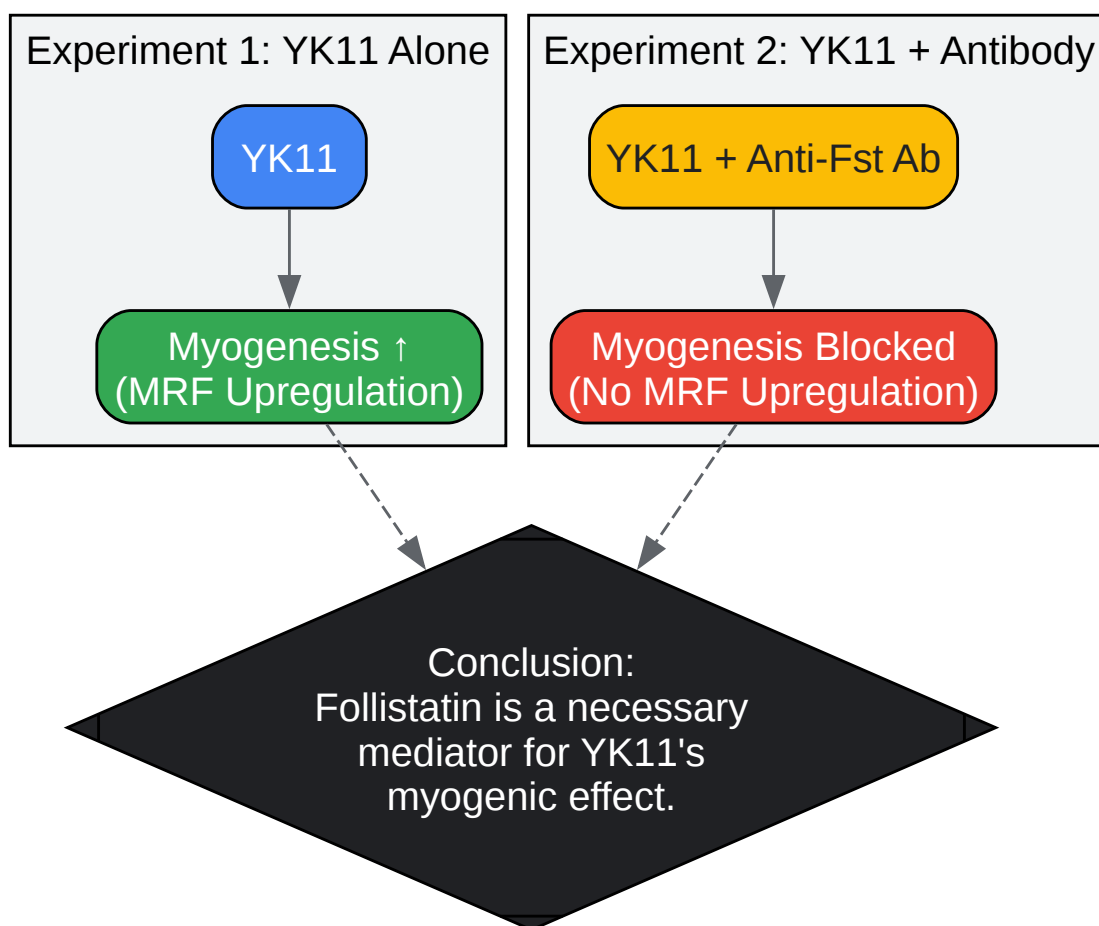 Experiment 1: YK11 Alone
YK11
Myogenesis ↑
(MRF Upregulation)
Experiment 2: YK11 + Antibody
YK11 + Anti-Fst Ab
Myogenesis Blocked
(No MRF Upregulation)
Conclusion:
Follistatin is a necessary
mediator for YK11's
myogenic effect.